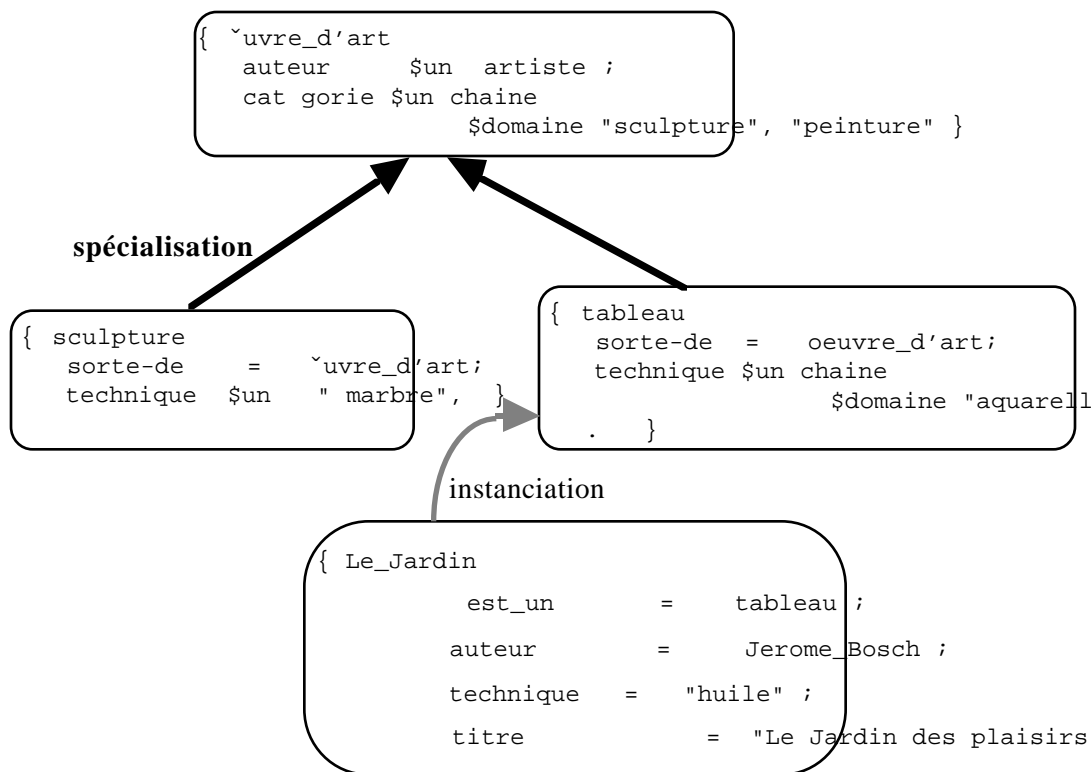 { ˇuvre_d'art
auteur $un artiste ;
cat gorie $un chaine
$domaine "sculpture", "peinture" }
spécialisation
{ sculpture
sorte-de = ˇuvre_d'art;
technique $un " marbre", }
{ tableau
sorte-de = oeuvre_d'art;
technique $un chaine
$domaine "aquarell
. }
instanciation
{ Le_Jardin
est_un = tableau ;
auteur = Jerome_Bosch ;
technique = "huile" ;
titre = "Le Jardin des plaisirs